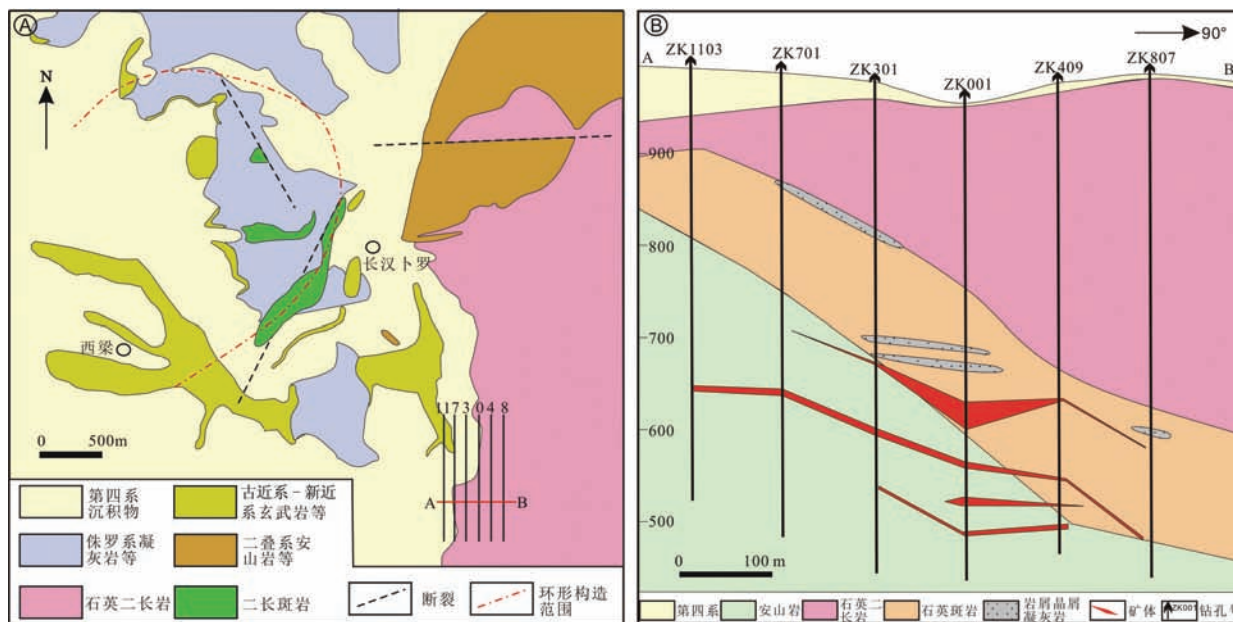 A
N
长汉卜罗
西梁
0 500m
11 7 3 0 4 8
A B
第四系
沉积物
古近系-新近
系玄武岩等
侏罗系凝
灰岩等
二叠系安
山岩等
石英二长岩
二长斑岩
断裂
环形构造
范围
B
90°
A B
ZK1103
ZK701
ZK301
ZK001
ZK409
ZK807
900
800
700
600
500
0 100 m
第四系
安山岩
石英二
长岩
石英斑岩
岩屑晶屑
凝灰岩
矿体
ZK001
钻孔